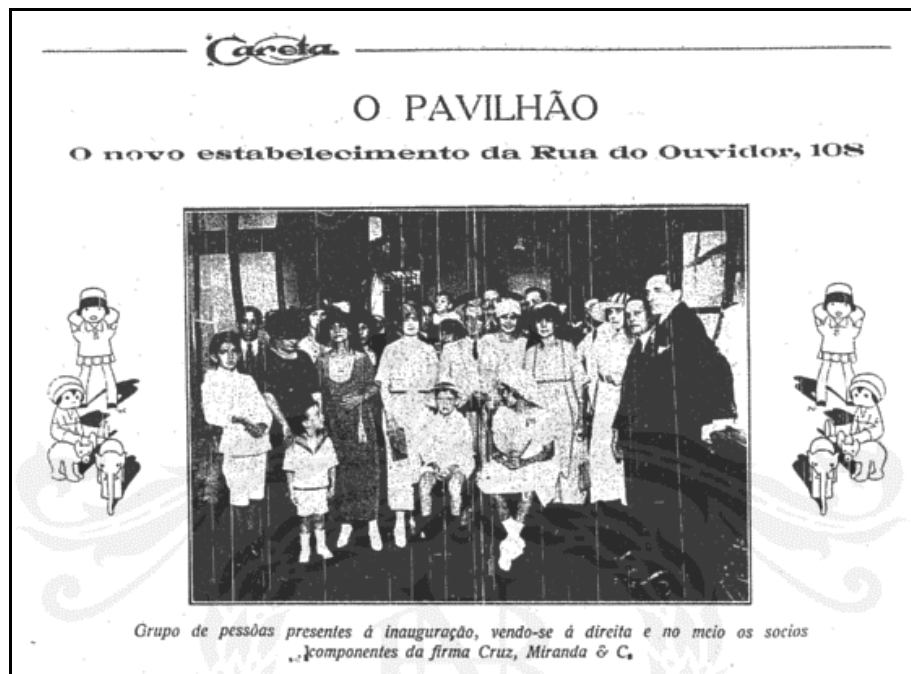 Careta
O PAVILHÃO
O novo estabelecimento da Rua do Ouvidor, 108
Grupo de pessôas presentes á inauguração, vendo-se á direita e no meio os socios
componentes da firma Cruz, Miranda & C.